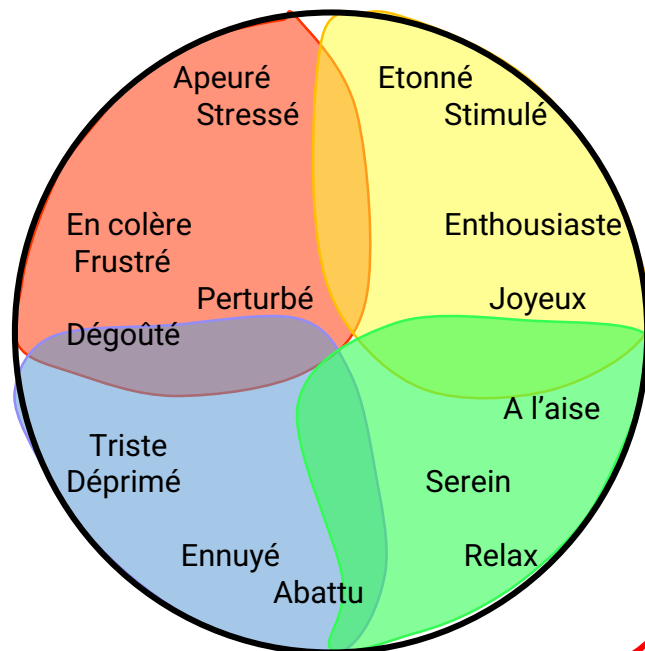 Apeuré
Stressé
En colère
Frustré
Perturbé
Dégoûté
Etonné
Stimulé
Enthousiaste
Joyeux
Triste
Déprimé
Ennuyé
Abattu
A l’aise
Serein
Relax